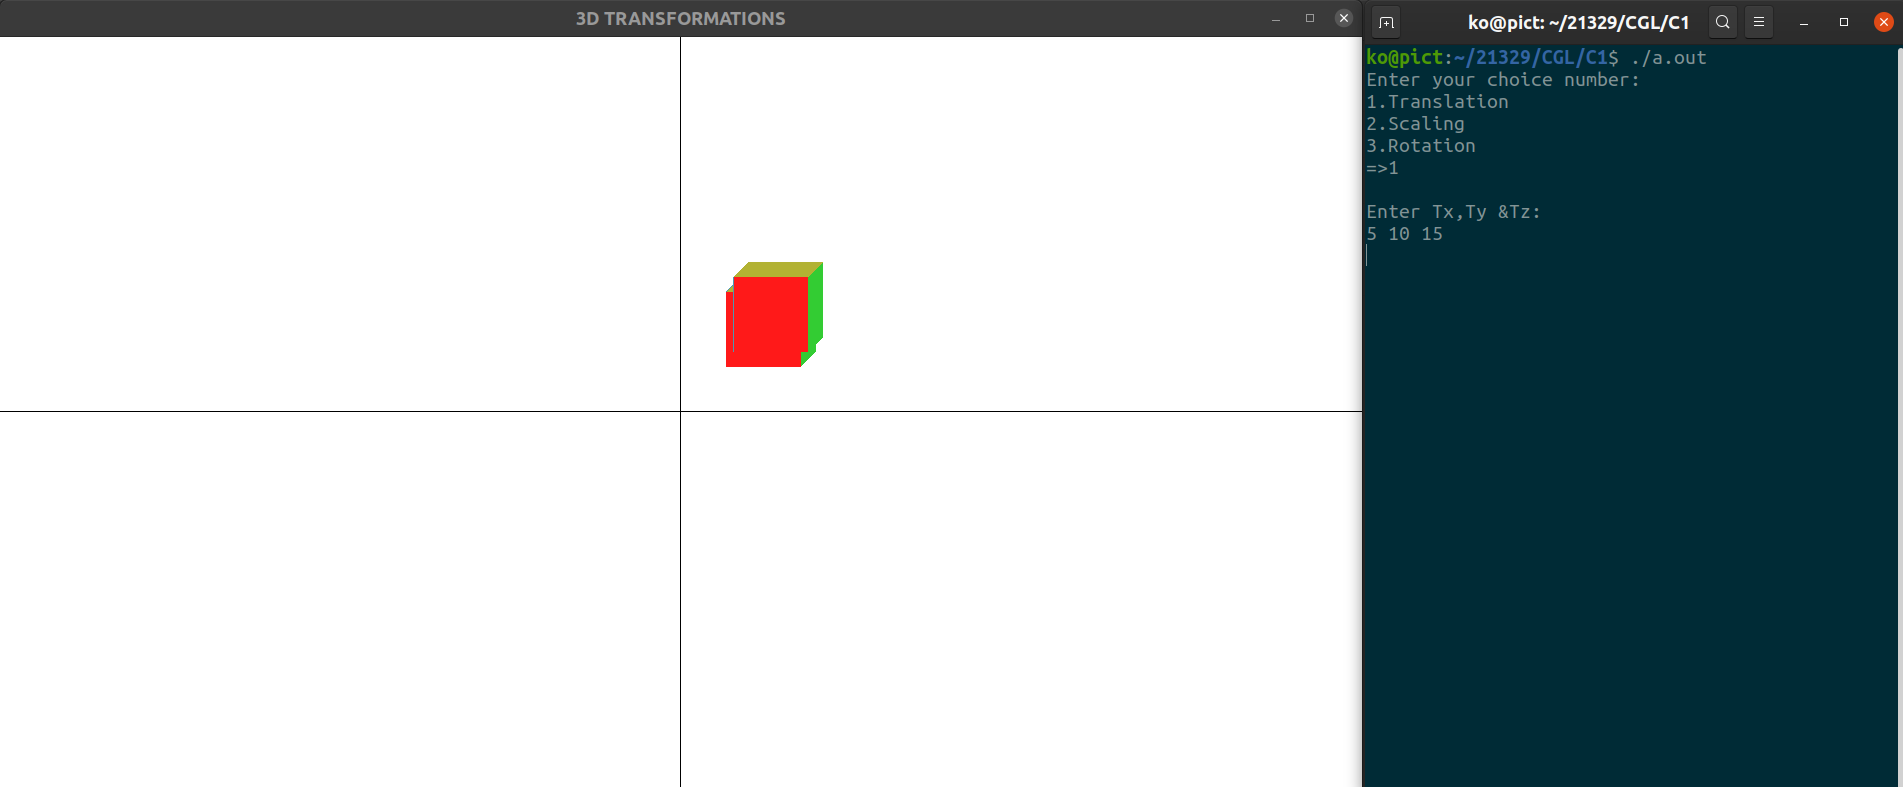 3D TRANSFORMATIONS
ko@pict: ~/21329/CGL/C1
ko@pict:~/21329/CGL/C1$ ./a.out
Enter your choice number:
1.Translation
2.Scaling
3.Rotation
=>1
Enter Tx,Ty &Tz:
5 10 15